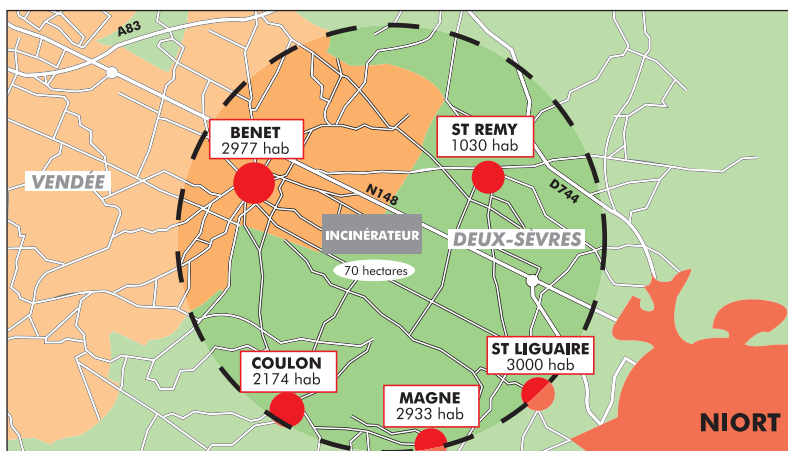 A83
BENET
2977 hab
ST REMY
1030 hab
VENDÉE
N148
D744
INCINÉRATEUR
DEUX-SÈVRES
70 hectares
ST LIGUAIRE
3000 hab
COULON
2174 hab
MAGNE
2933 hab
NIORT